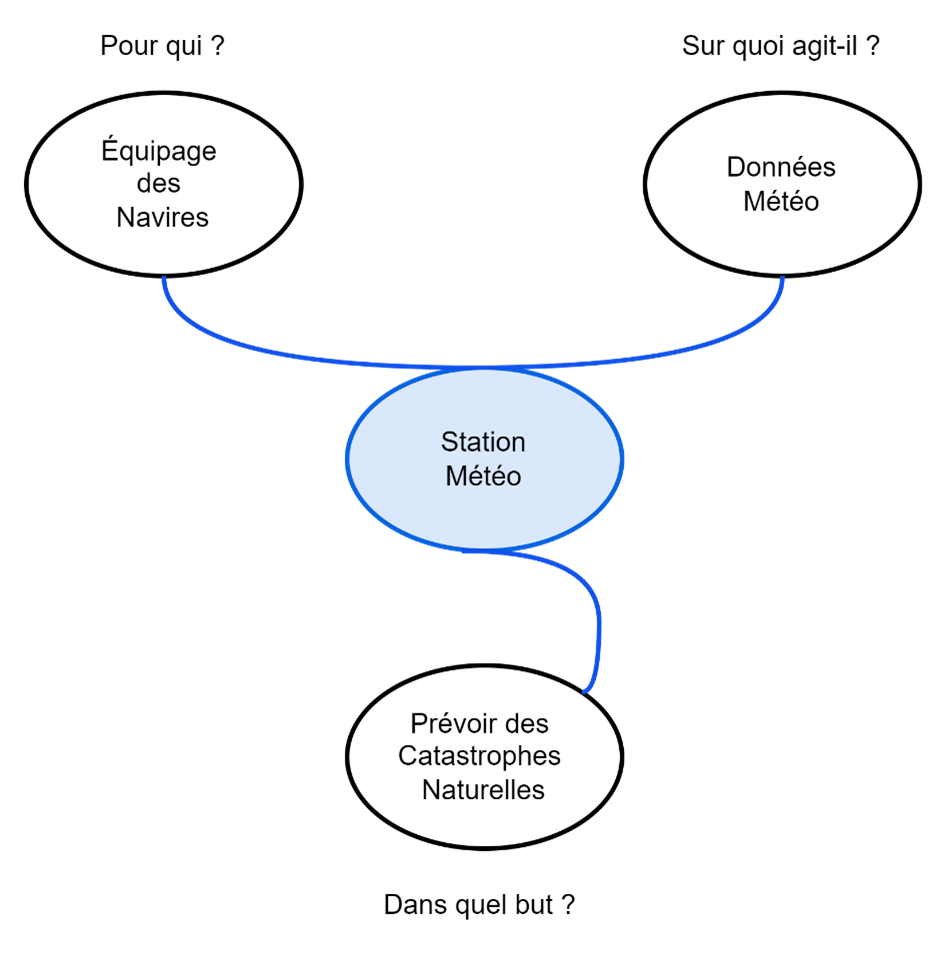 Pour qui ?
Sur quoi agit-il ?
Équipage
des
Navires
Données
Météo
Station
Météo
Prévoir des
Catastrophes
Naturelles
Dans quel but ?